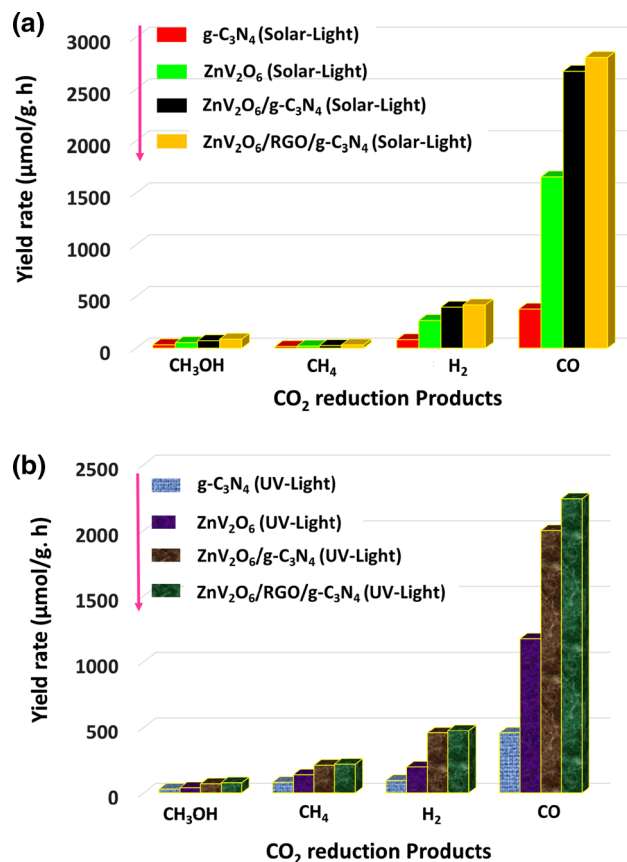 (a)
3000
2500
2000
1500
1000
500
0
Yield rate (µmol/g. h)
g-C₃N₄ (Solar-Light)
ZnV₂O₆ (Solar-Light)
ZnV₂O₆/g-C₃N₄ (Solar-Light)
ZnV₂O₆/RGO/g-C₃N₄ (Solar-Light)
CH₃OH CH₄ H₂ CO
CO₂ reduction Products
(b)
2500
2000
1500
1000
500
0
Yield rate (µmol/g. h)
g-C₃N₄ (UV-Light)
ZnV₂O₆ (UV-Light)
ZnV₂O₆/g-C₃N₄ (UV-Light)
ZnV₂O₆/RGO/g-C₃N₄ (UV-Light)
CH₃OH CH₄ H₂ CO
CO₂ reduction Products